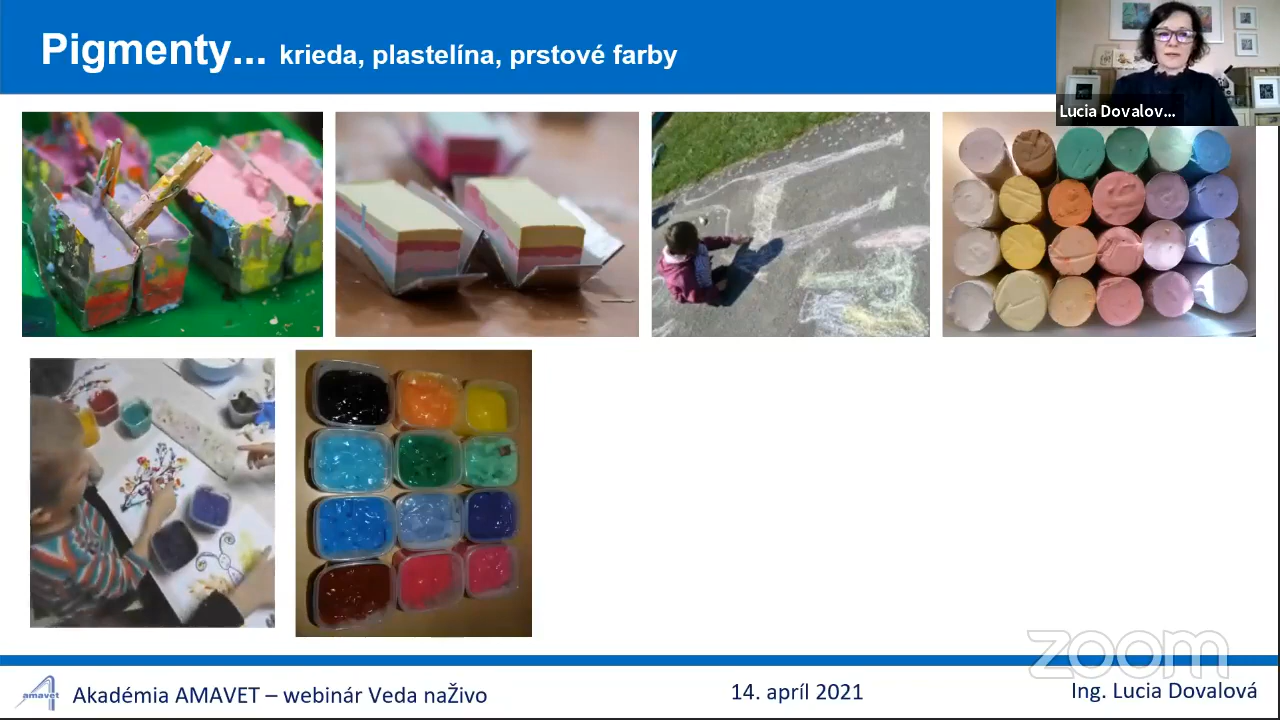 Pigmenty... krieda, plastelína, prstové farby
Lucia Dovalov...
zoom
amavet
Akadémia AMAVET – webinár Veda naŽivo
14. apríl 2021
Ing. Lucia Dovalová